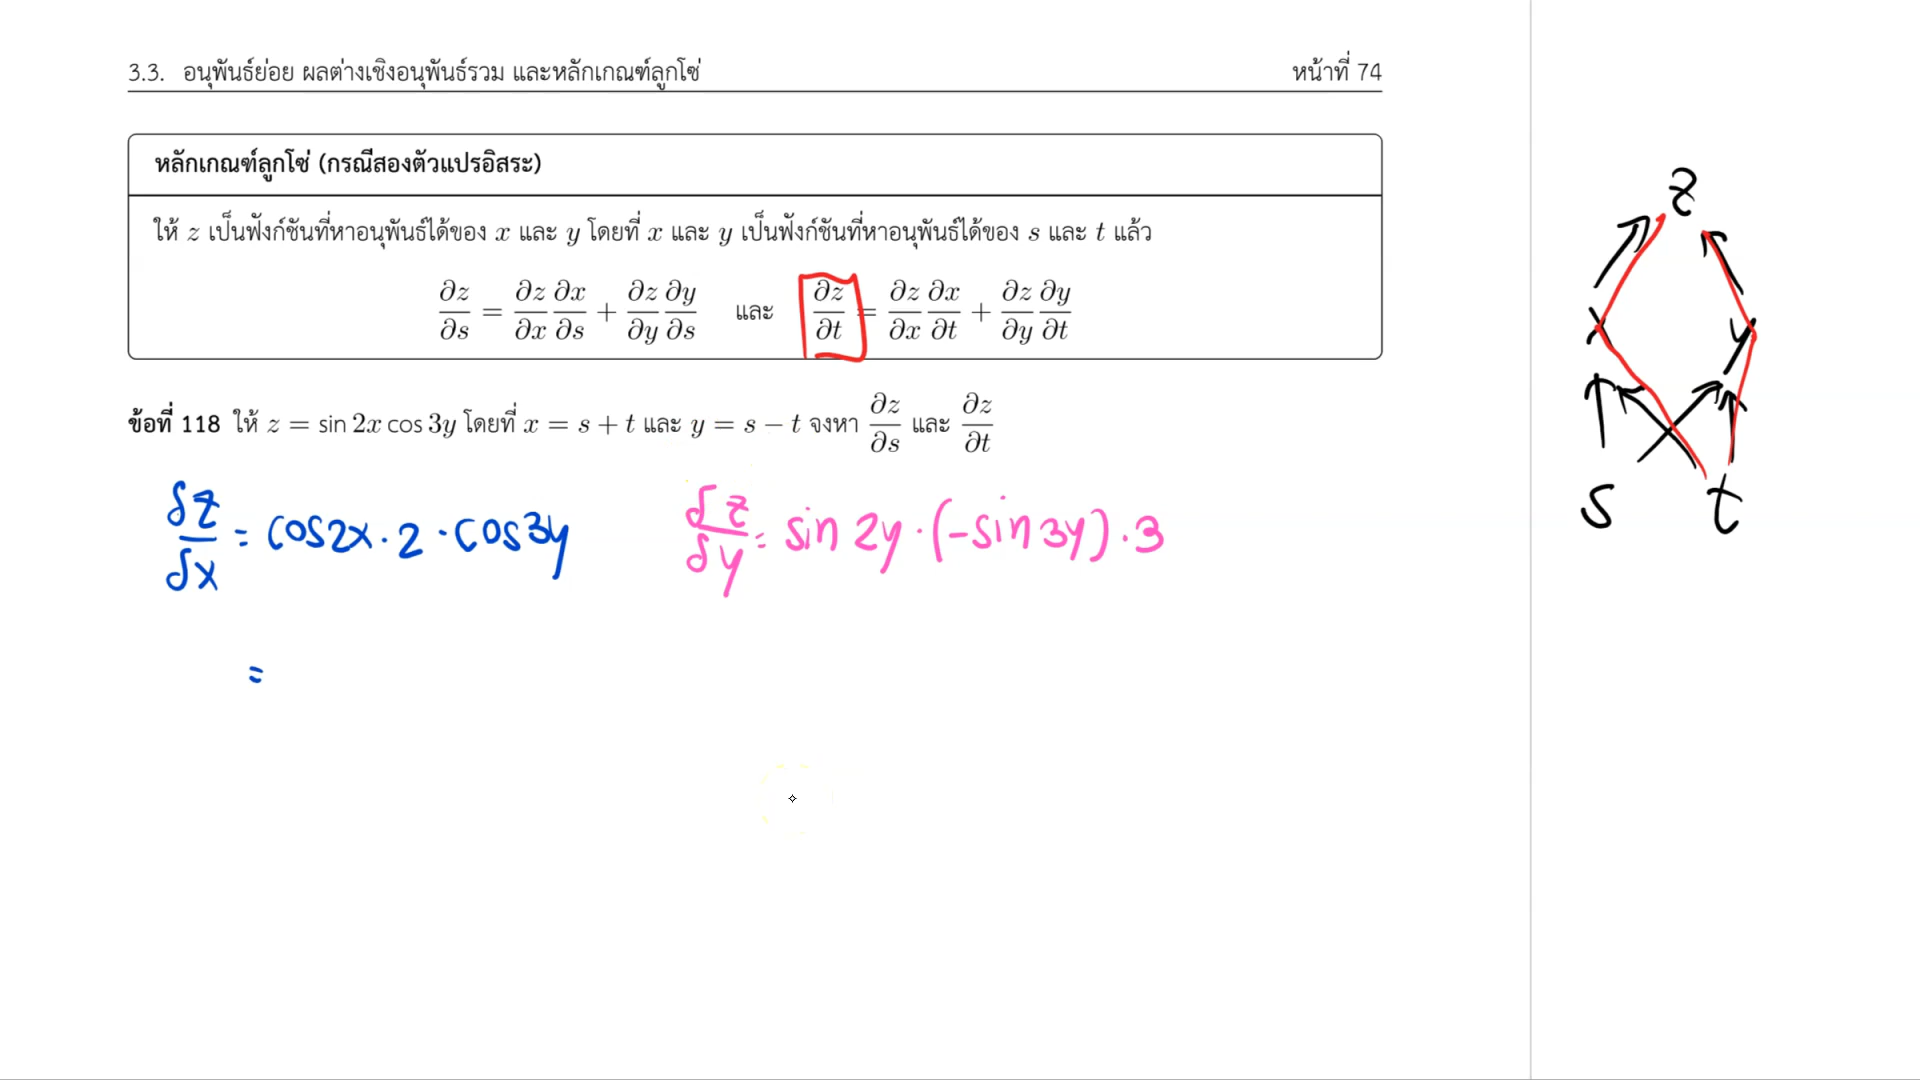 3.3. อนุพันธ์ย่อย ผลต่างเชิงอนุพันธ์รวม และหลักเกณฑ์ลูกโซ่ หน้าที่ 74
หลักเกณฑ์ลูกโซ่ (กรณีสองตัวแปรอิสระ)
ให้ z เป็นฟังก์ชันที่หาอนุพันธ์ได้ของ x และ y โดยที่ x และ y เป็นฟังก์ชันที่หาอนุพันธ์ได้ของ s และ t แล้ว
∂z/∂s = ∂z/∂x ∂x/∂s + ∂z/∂y ∂y/∂s และ ∂z/∂t = ∂z/∂x ∂x/∂t + ∂z/∂y ∂y/∂t
ข้อที่ 118 ให้ z = sin 2x cos 3y โดยที่ x = s + t และ y = s − t จงหา ∂z/∂s และ ∂z/∂t
∂z/∂x = cos2x · 2 · cos3y
∂z/∂y = sin 2y · (-sin 3y) · 3
=
z
x y
s t